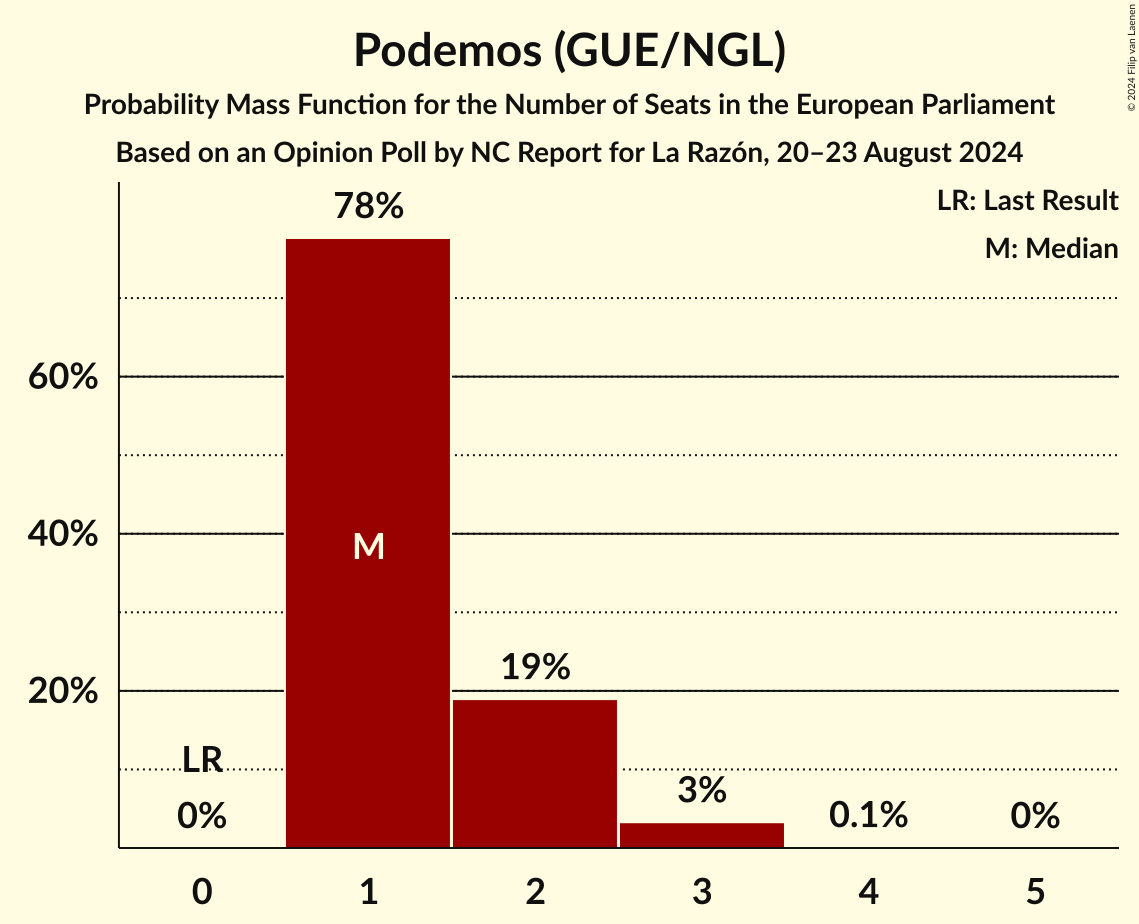 Podemos (GUE/NGL)
Probability Mass Function for the Number of Seats in the European Parliament
Based on an Opinion Poll by NC Report for La Razón, 20–23 August 2024
© 2024 Filip van Laenen
LR: Last Result
M: Median
78%
60%
40%
M
19%
20%
LR
0%
3%
0.1%
0%
0 1 2 3 4 5